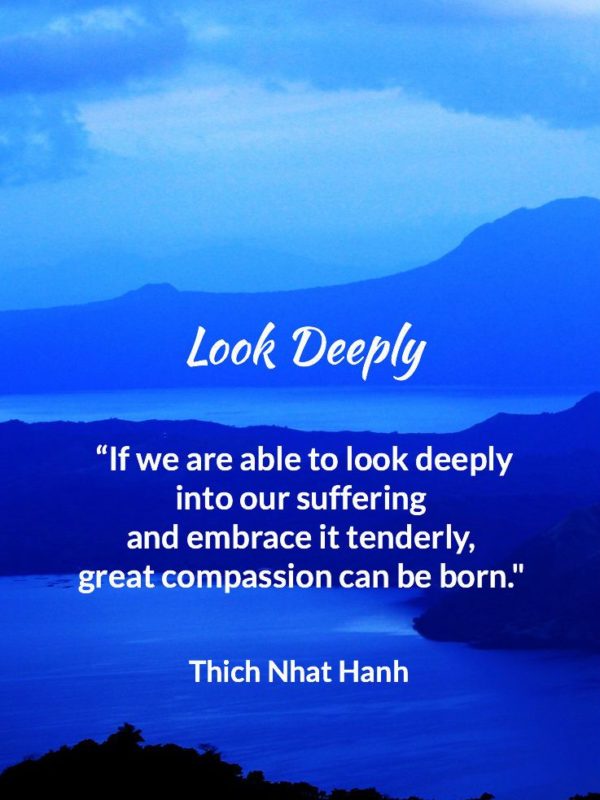 Look Deeply
“If we are able to look deeply
into our suffering
and embrace it tenderly,
great compassion can be born."
Thich Nhat Hanh